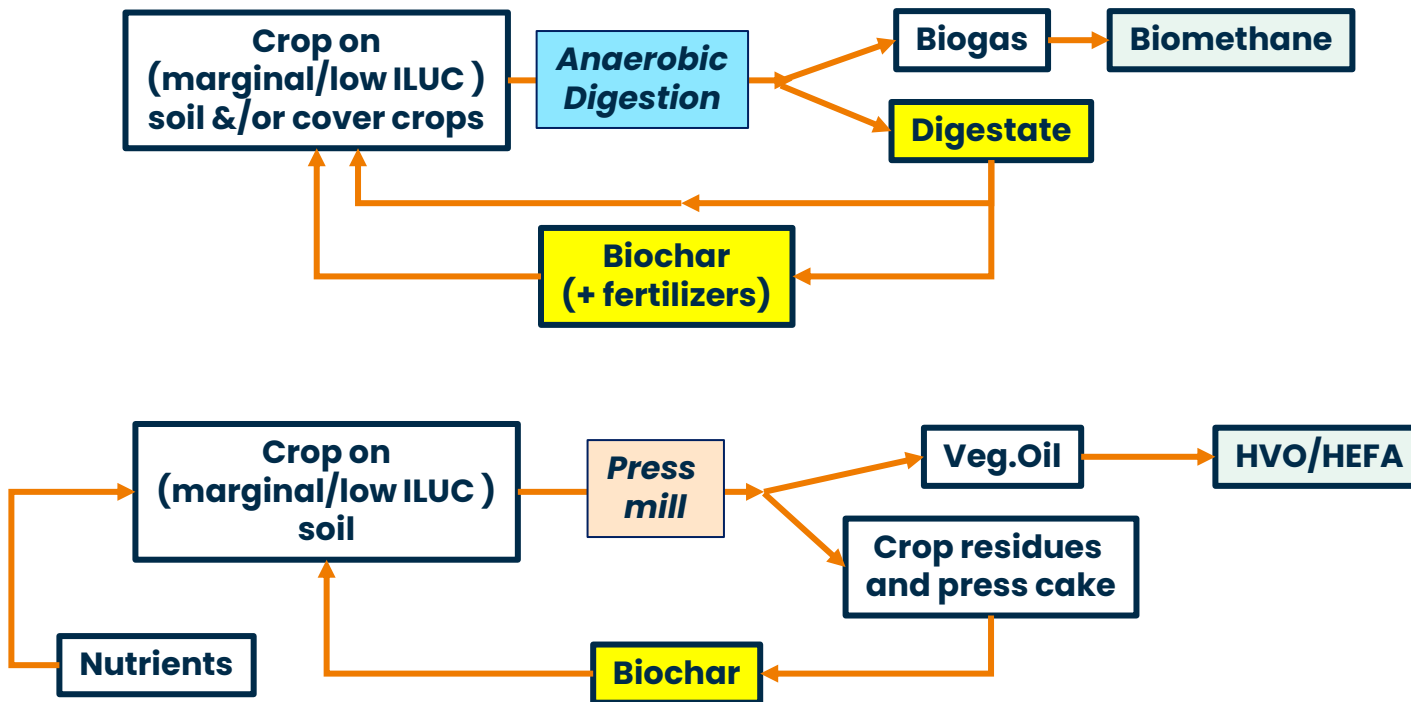 Crop on
(marginal/low ILUC )
soil &/or cover crops
Anaerobic
Digestion
Biogas
Biomethane
Digestate
Biochar
(+ fertilizers)
Crop on
(marginal/low ILUC )
soil
Press
mill
Veg.Oil
HVO/HEFA
Crop residues
and press cake
Nutrients
Biochar